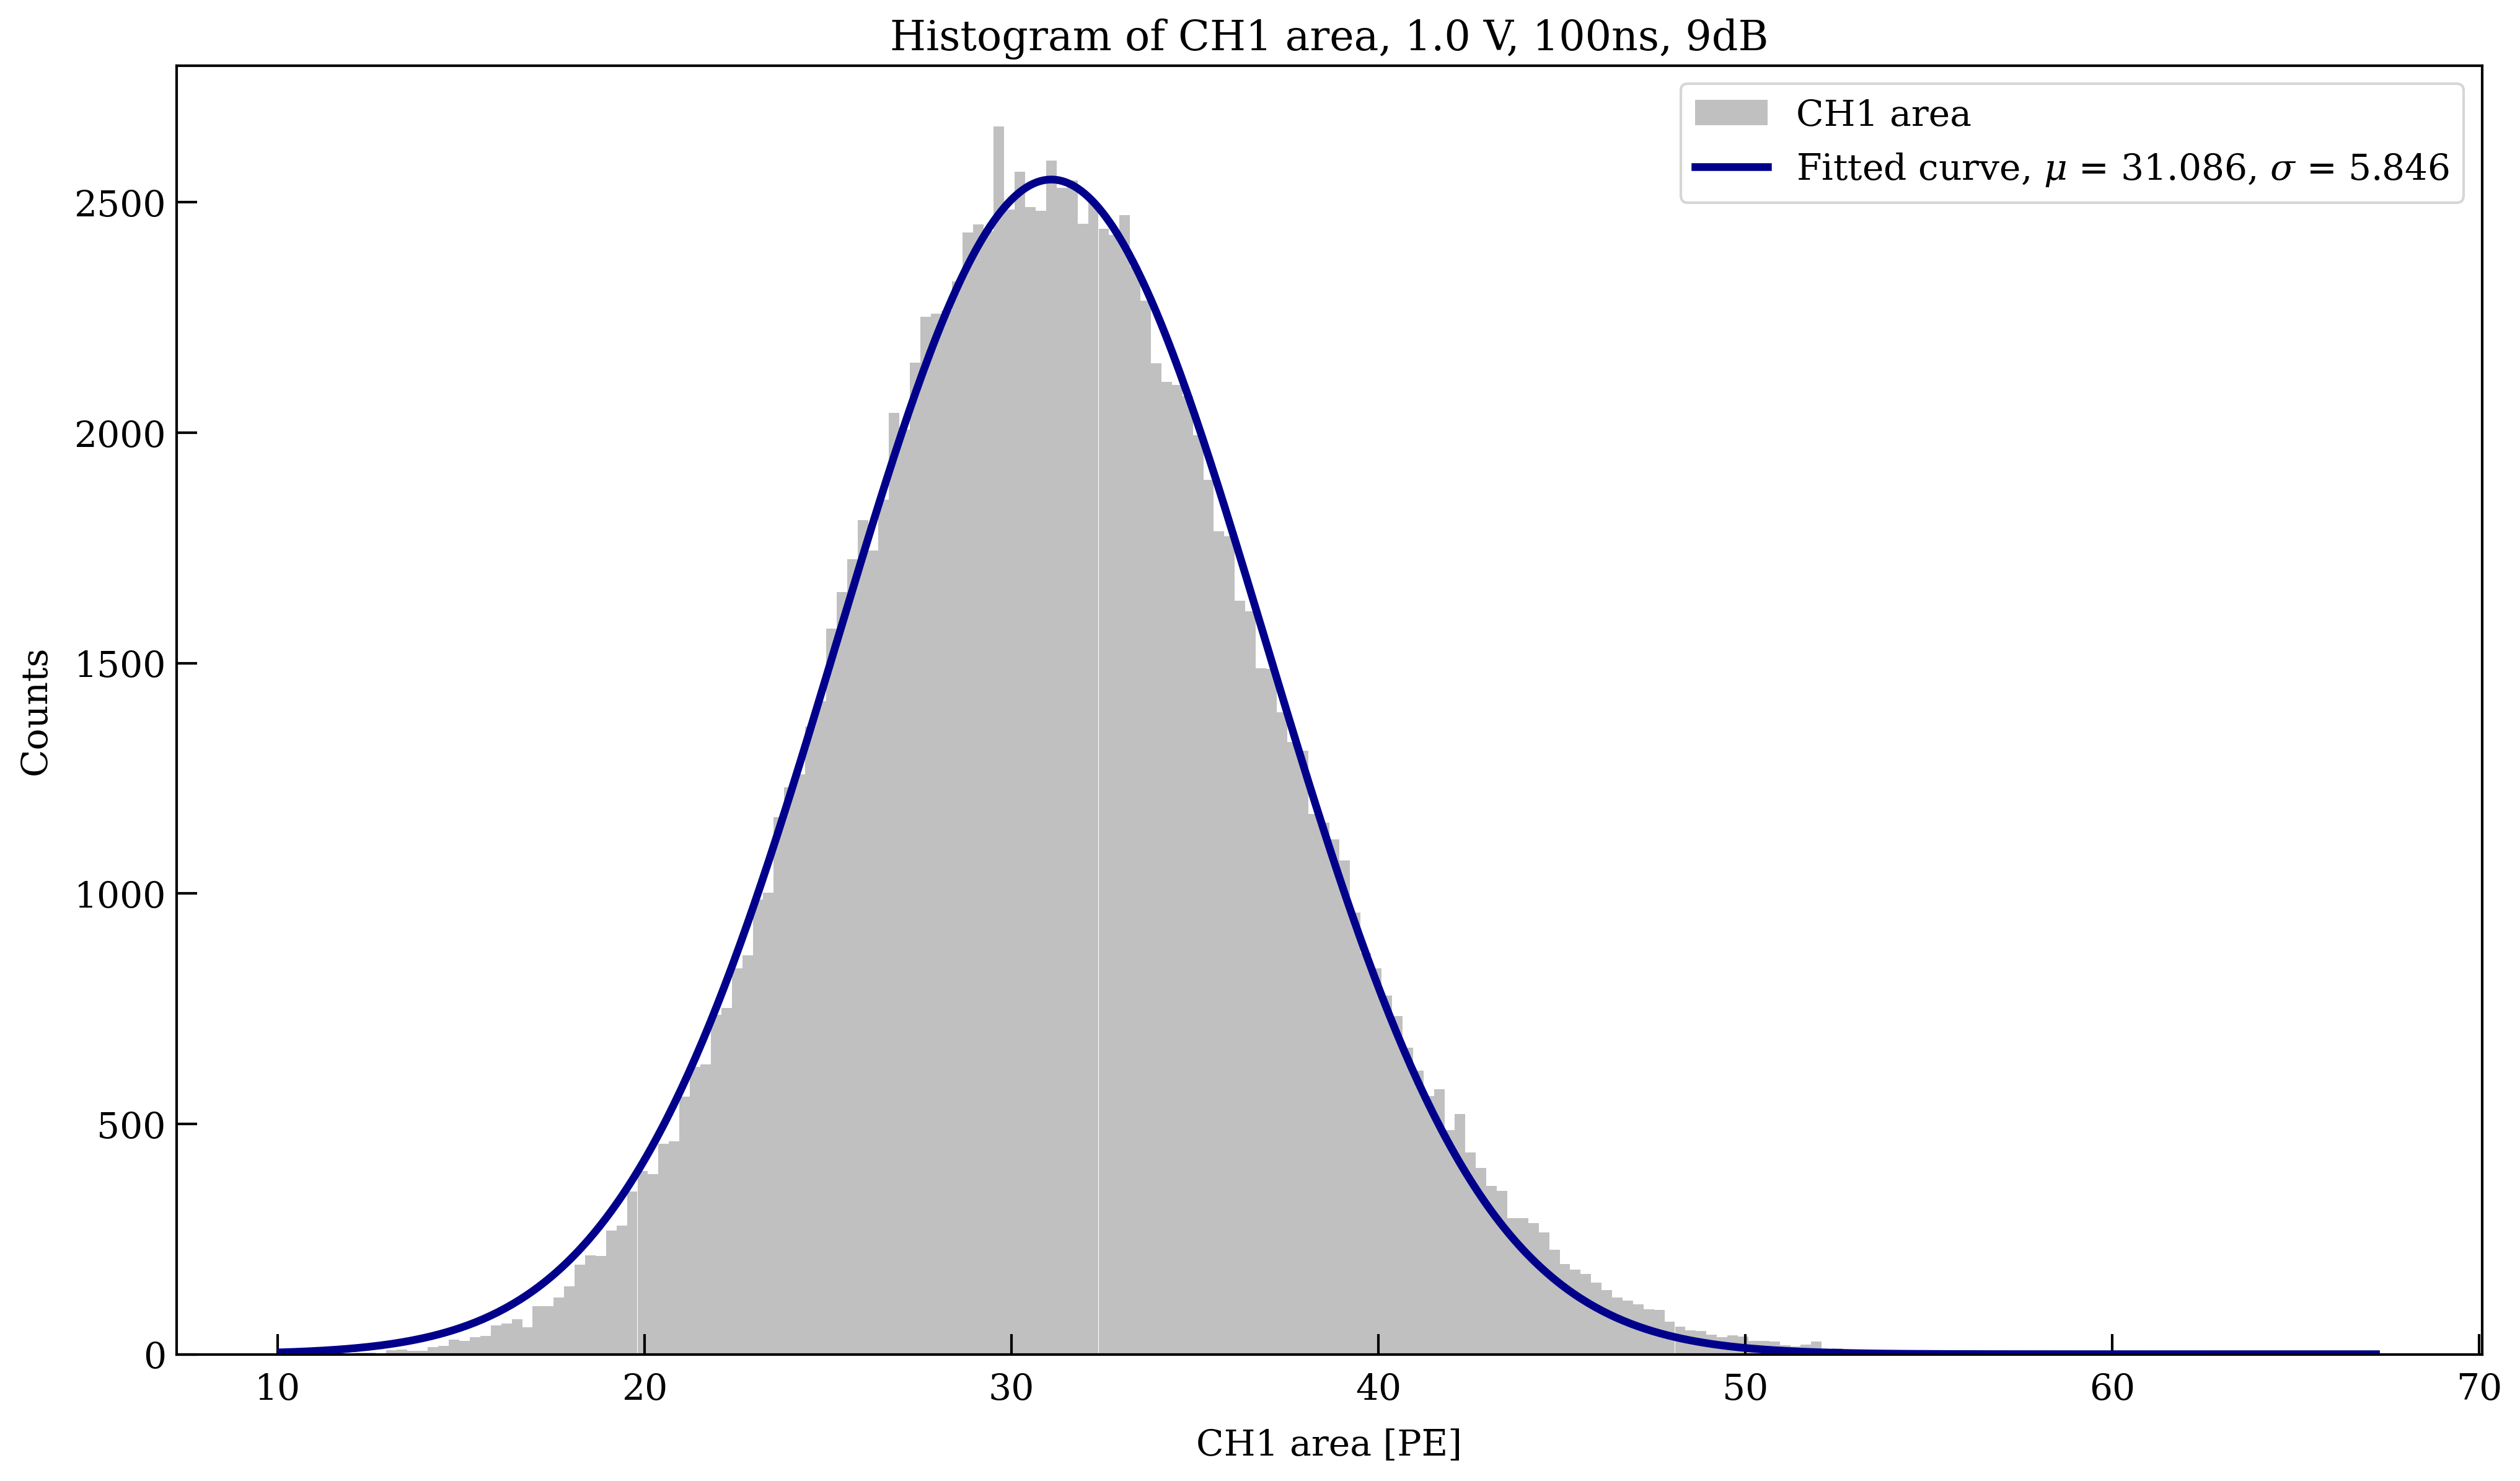 Histogram of CH1 area, 1.0 V, 100ns, 9dB
CH1 area
Fitted curve, μ = 31.086, σ = 5.846
2500
2000
1500
1000
500
0
Counts
10 20 30 40 50 60 70
CH1 area [PE]